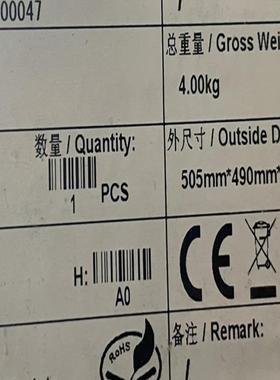 00047
/
总重量 / Gross Wei
4.00kg
数量 / Quantity:
1 PCS
外尺寸 / Outside D
505mm*490mm*
H:
A0
CE
RoHS
备注 / Remark:
/